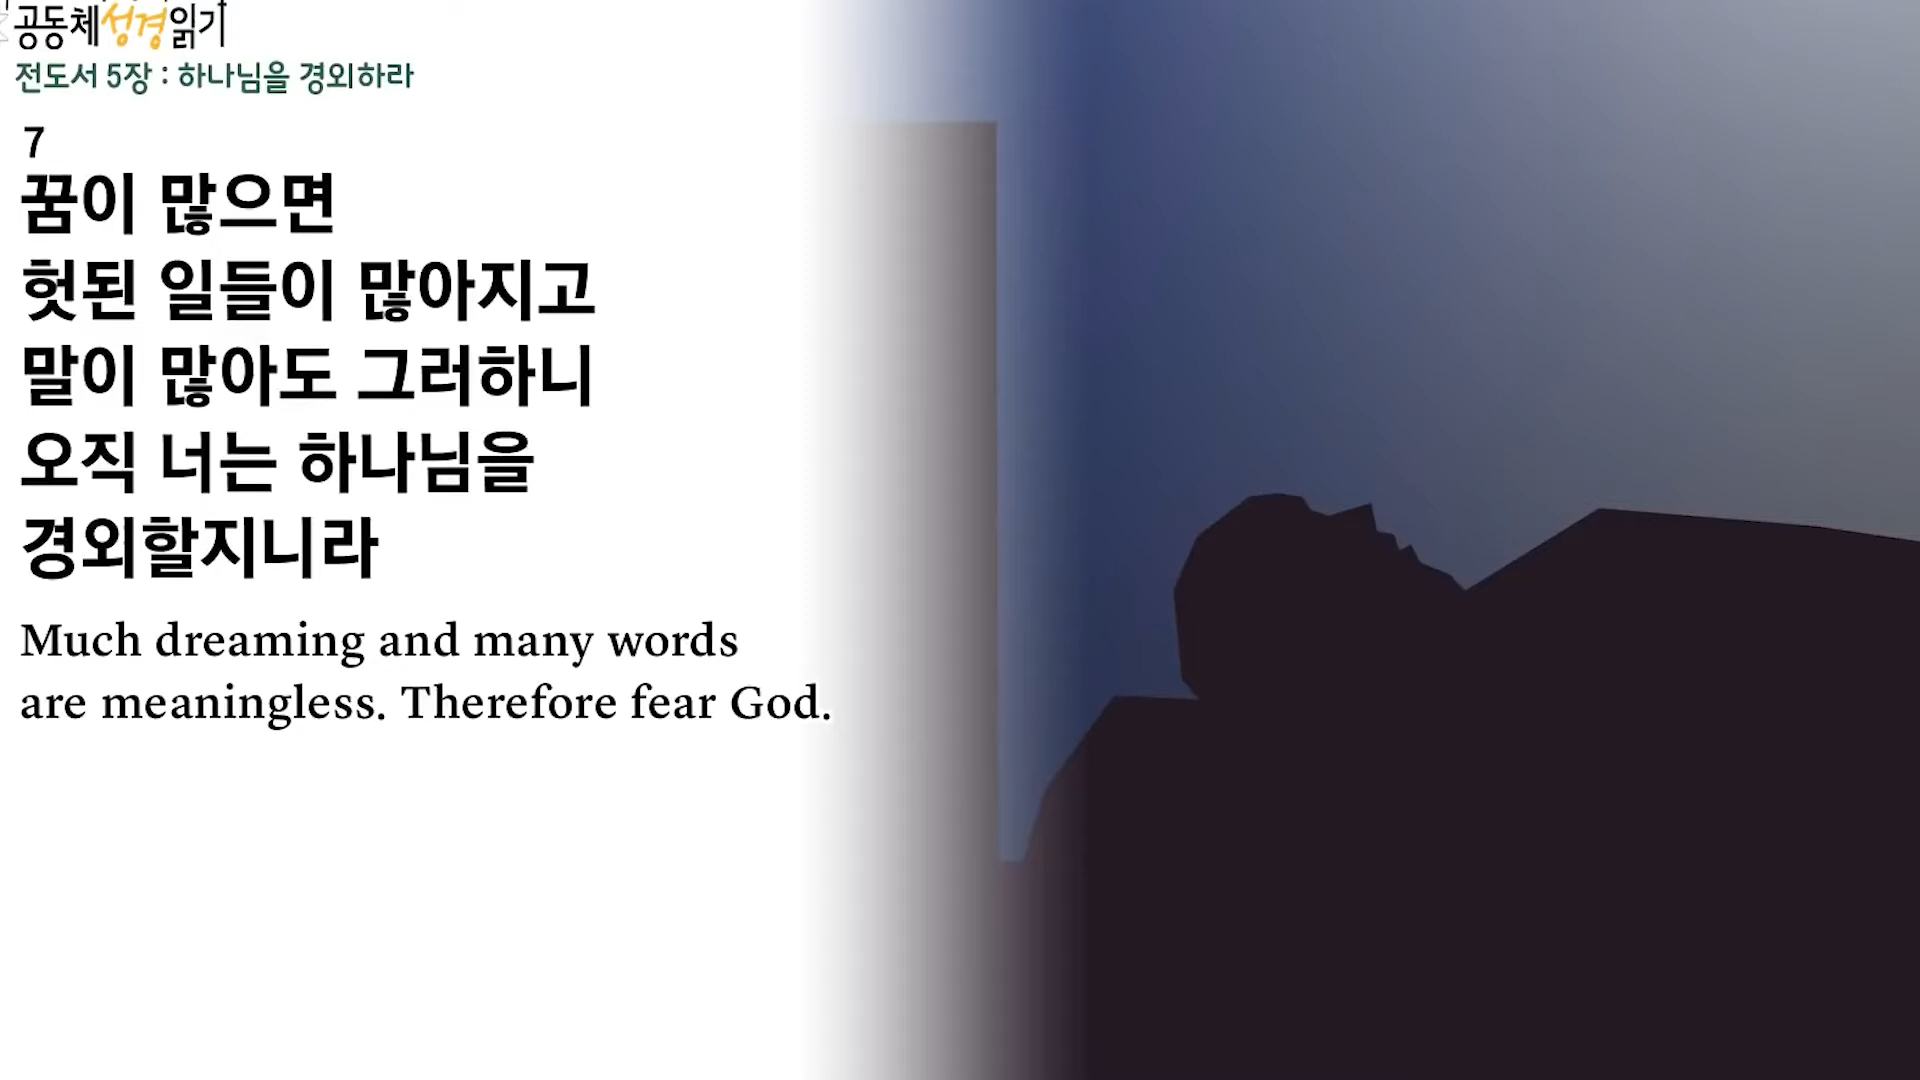 공동체성경읽기
전도서 5장 : 하나님을 경외하라
7
꿈이 많으면
헛된 일들이 많아지고
말이 많아도 그러하니
오직 너는 하나님을
경외할지니라
Much dreaming and many words
are meaningless. Therefore fear God.